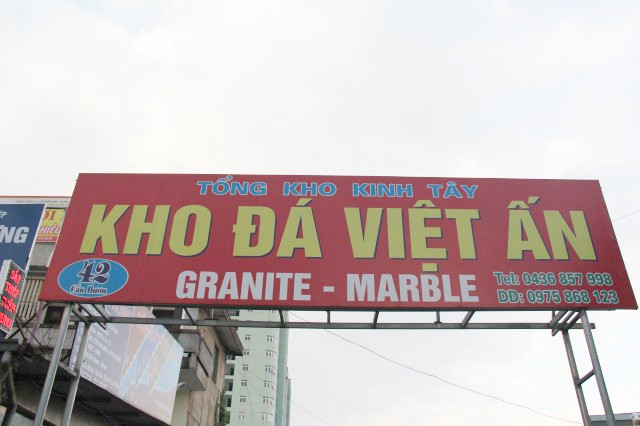 TỔNG KHO KINH TÂY
KHO ĐÁ VIỆT ẤN
42
GRANITE - MARBLE
Tel: 0436 857 998
DĐ: 0975 868 123